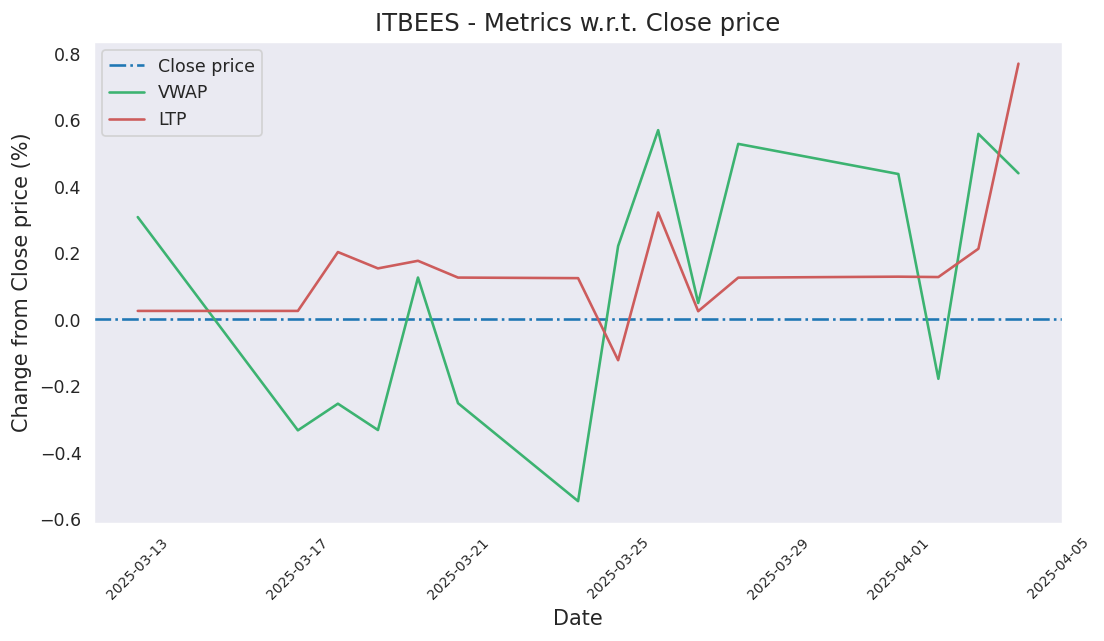 ITBEES - Metrics w.r.t. Close price
Change from Close price (%)
0.8
0.6
0.4
0.2
0.0
−0.2
−0.4
−0.6
Close price
VWAP
LTP
2025-03-13
2025-03-17
2025-03-21
2025-03-25
2025-03-29
2025-04-01
2025-04-05
Date